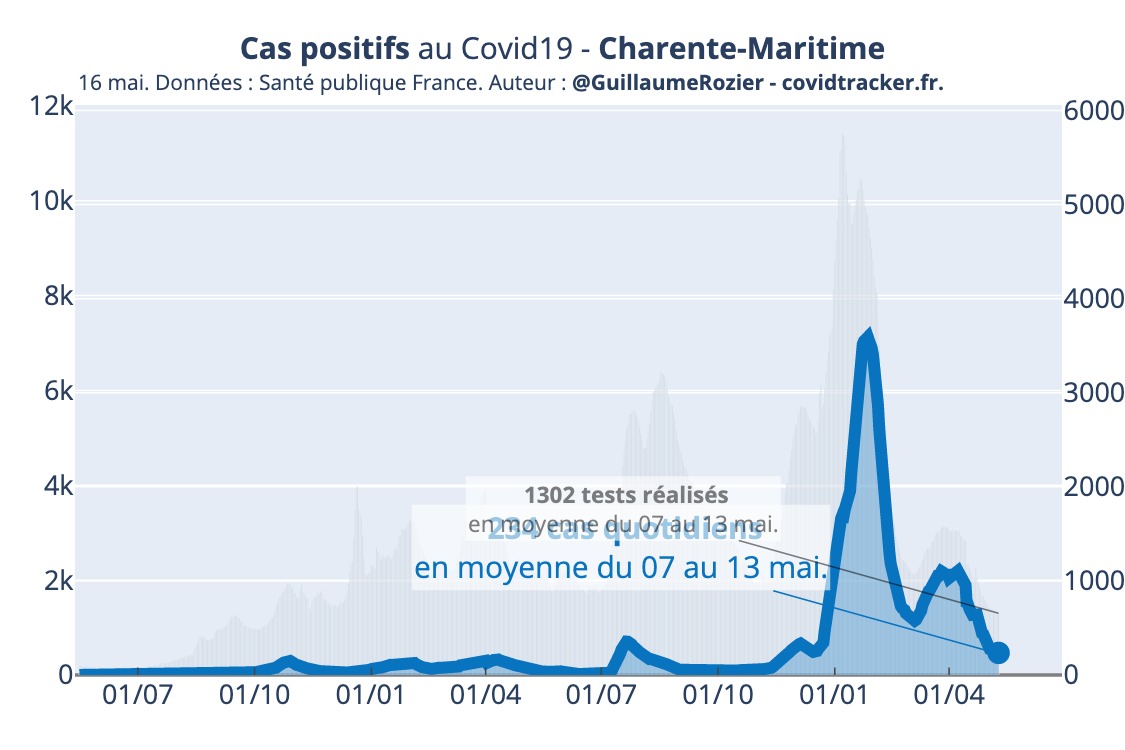 Cas positifs au Covid19 - Charente-Maritime
16 mai. Données : Santé publique France. Auteur : @GuillaumeRozier - covidtracker.fr.
12k
6000
10k
5000
8k
4000
6k
3000
4k
2000
1302 tests réalisés
en moyenne du 07 au 13 mai.
234 cas quotidiens
en moyenne du 07 au 13 mai.
2k
1000
0
0
01/07
01/10
01/01
01/04
01/07
01/10
01/01
01/04